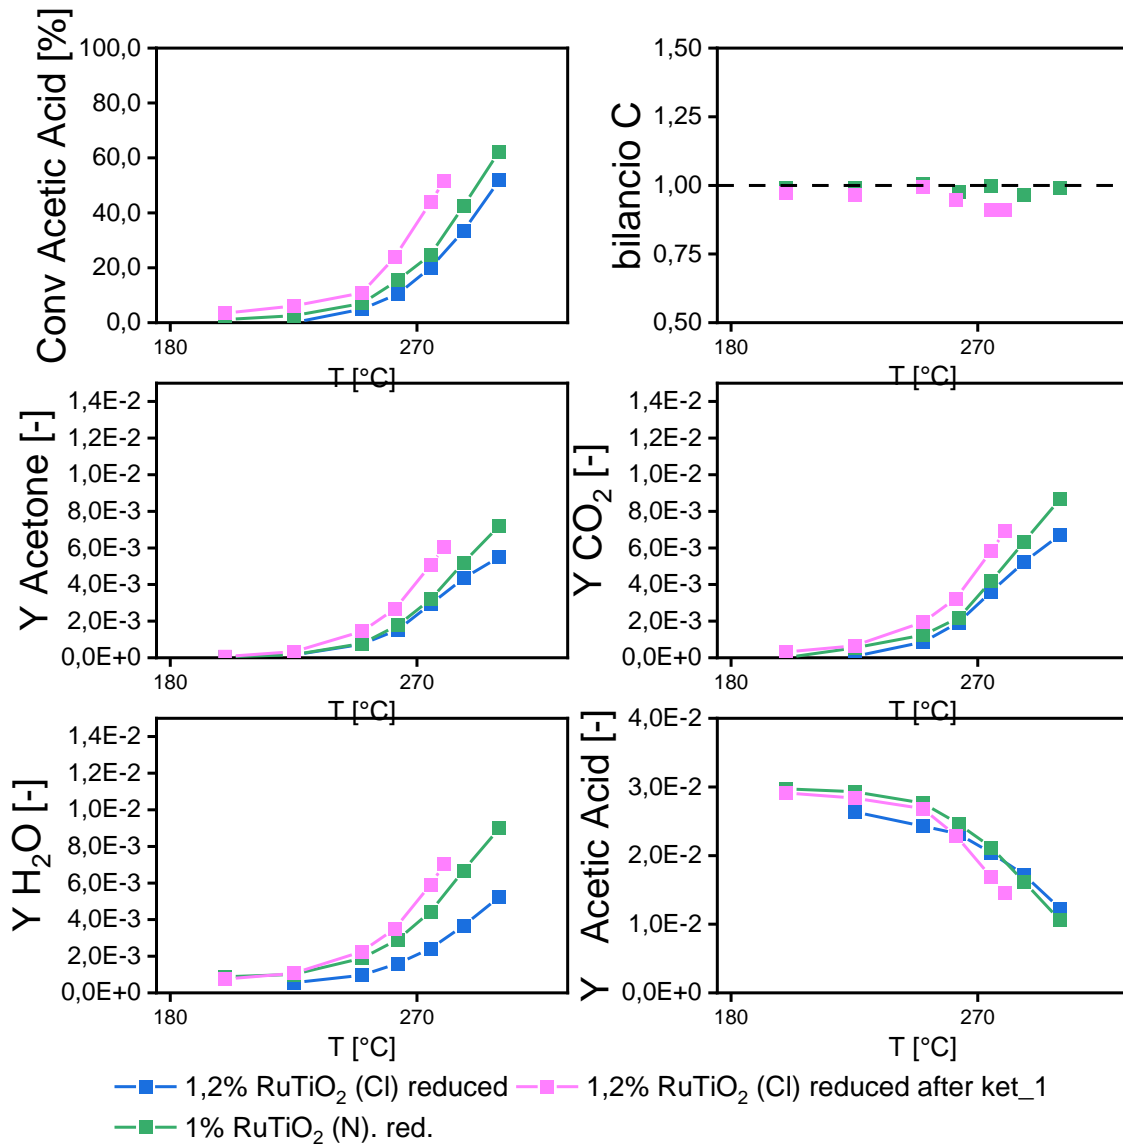 Conv Acetic Acid [%]
100,0
80,0
60,0
40,0
20,0
0,0
180
270
T [°C]
bilancio C
1,50
1,25
1,00
0,75
0,50
180
270
T [°C]
Y Acetone [-]
1,4E-2
1,2E-2
1,0E-2
8,0E-3
6,0E-3
4,0E-3
2,0E-3
0,0E+0
180
270
T [°C]
Y CO₂ [-]
1,4E-2
1,2E-2
1,0E-2
8,0E-3
6,0E-3
4,0E-3
2,0E-3
0,0E+0
180
270
T [°C]
Y H₂O [-]
1,4E-2
1,2E-2
1,0E-2
8,0E-3
6,0E-3
4,0E-3
2,0E-3
0,0E+0
180
270
T [°C]
Y Acetic Acid [-]
4,0E-2
3,0E-2
2,0E-2
1,0E-2
0,0E+0
180
270
T [°C]
1,2% RuTiO₂ (Cl) reduced 1,2% RuTiO₂ (Cl) reduced after ket_1
1% RuTiO₂ (N). red.